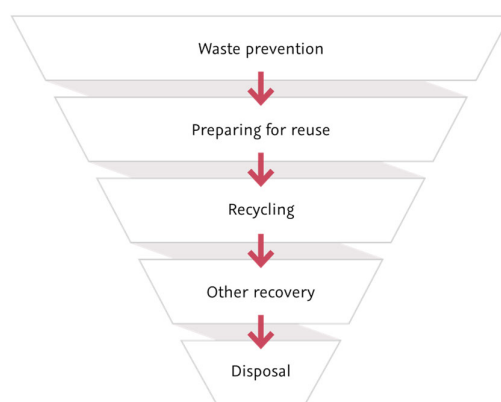 Waste prevention
Preparing for reuse
Recycling
Other recovery
Disposal